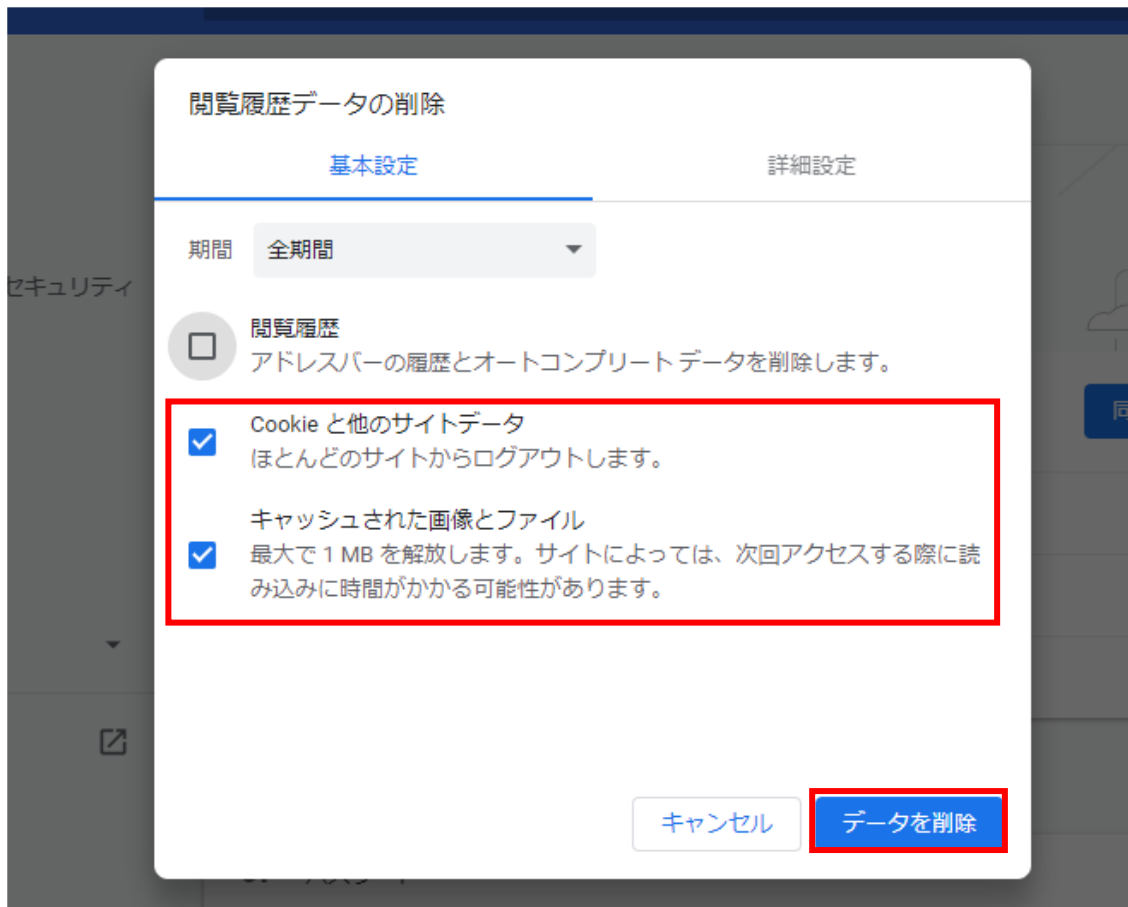 閲覧履歴データの削除
基本設定
詳細設定
期間
全期間
セキュリティ
閲覧履歴
アドレスバーの履歴とオートコンプリート データを削除します。
Cookie と他のサイトデータ
ほとんどのサイトからログアウトします。
キャッシュされた画像とファイル
最大で 1 MB を解放します。サイトによっては、次回アクセスする際に読
み込みに時間がかかる可能性があります。
キャンセル
データを削除